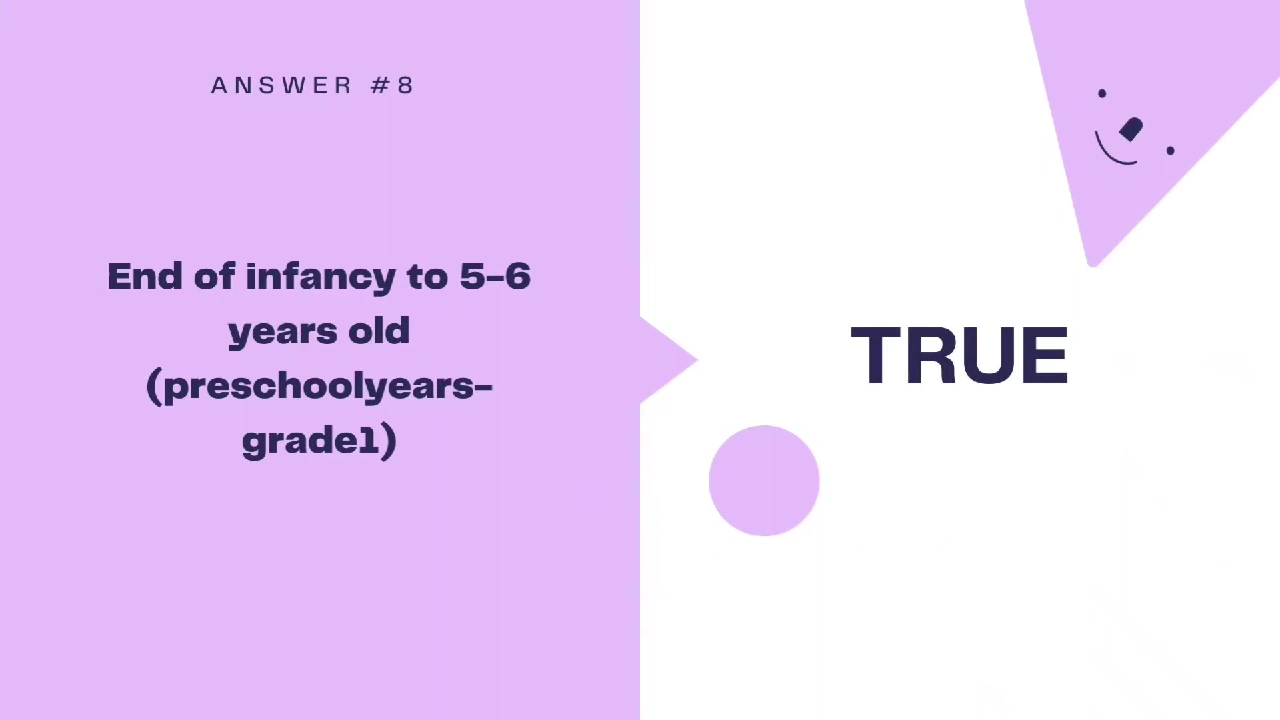 ANSWER #8
End of infancy to 5-6
years old
(preschoolyears-
grade1)
TRUE